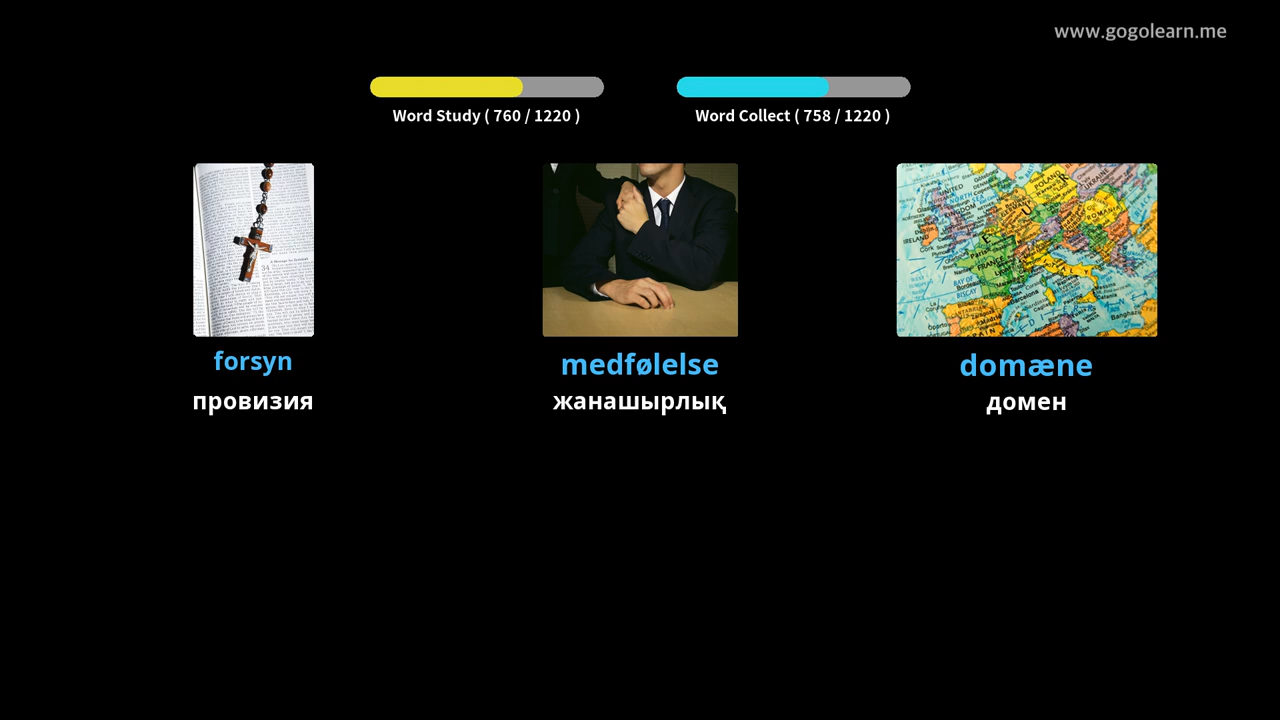 www.gogolearn.me
Word Study ( 760 / 1220 )
Word Collect ( 758 / 1220 )
forsyn
провизия
medfølelse
жанашырлық
domæne
домен